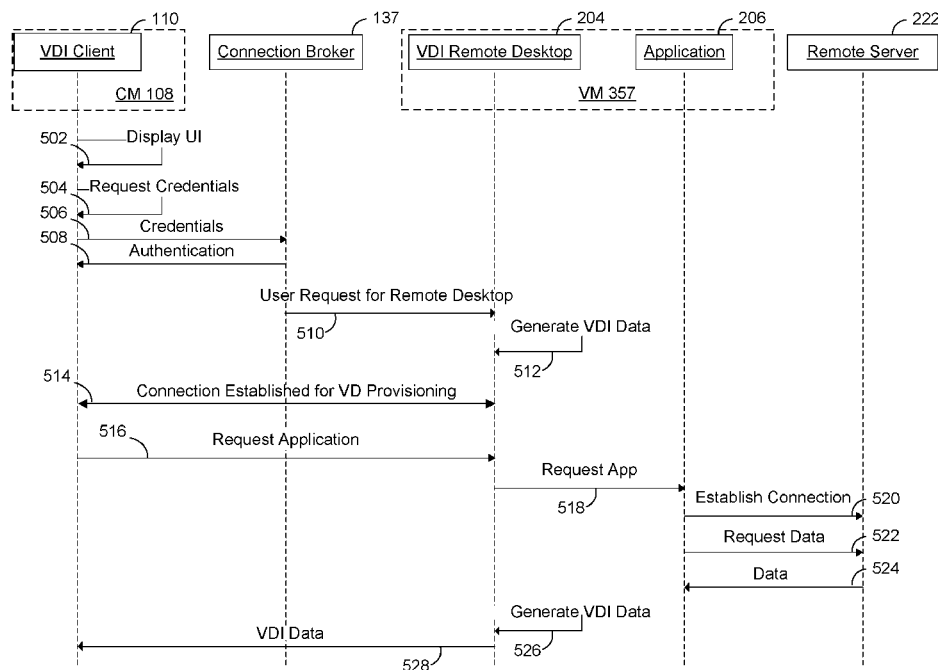 110
137
204
206
222
VDI Client
Connection Broker
VDI Remote Desktop
Application
Remote Server
CM 108
VM 357
502
Display UI
504
Request Credentials
506
Credentials
508
Authentication
User Request for Remote Desktop
510
Generate VDI Data
512
514
Connection Established for VD Provisioning
516
Request Application
Request App
518
Establish Connection
520
Request Data
522
Data
524
Generate VDI Data
526
VDI Data
528